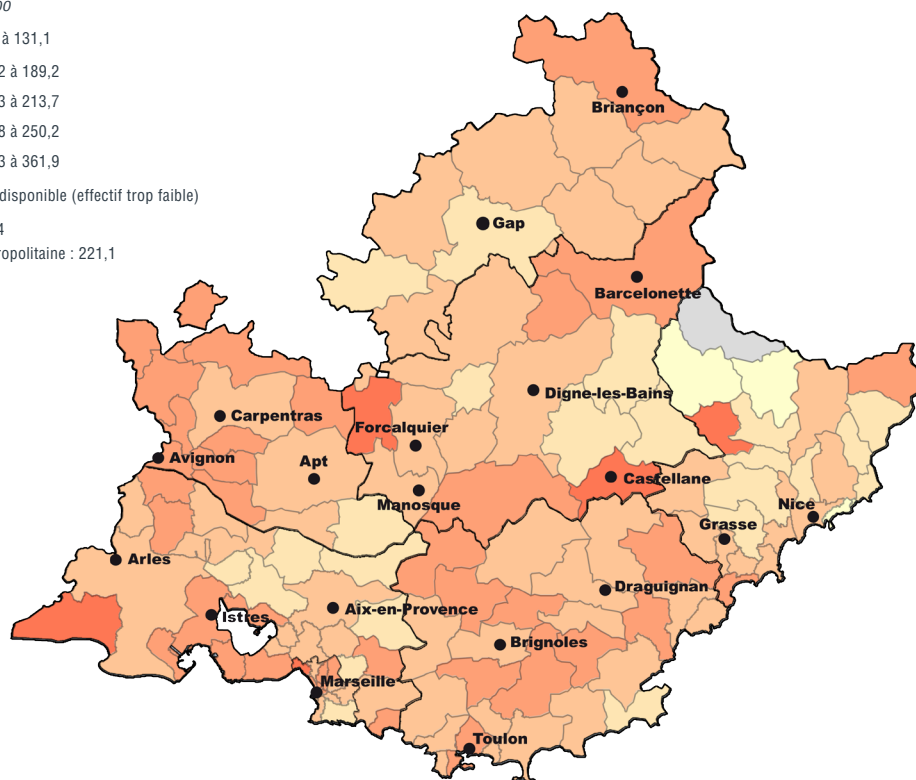 00
à 131,1
2 à 189,2
3 à 213,7
8 à 250,2
3 à 361,9
disponible (effectif trop faible)
4
ropolitaine : 221,1
Briançon
Gap
Barcelonette
Digne-les-Bains
Carpentras
Forcalquier
Avignon
Apt
Castellane
Manosque
Nice
Grasse
Arles
Draguignan
Istres
Aix-en-Provence
Brignoles
Marseille
Toulon